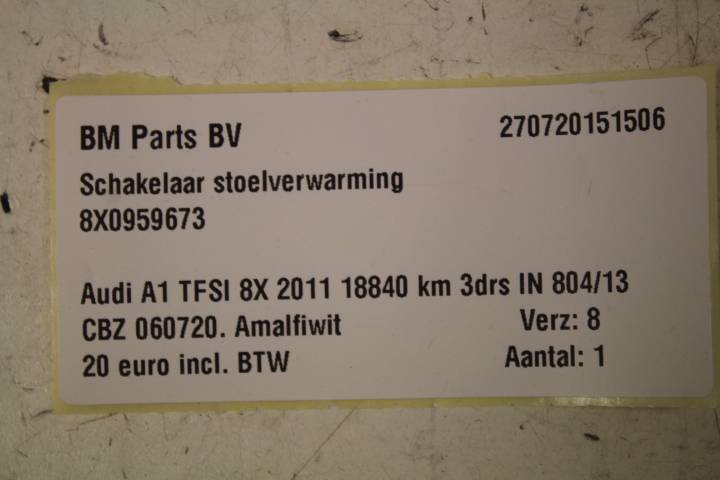 BM Parts BV 270720151506
Schakelaar stoelverwarming
8X0959673
Audi A1 TFSI 8X 2011 18840 km 3drs IN 804/13
CBZ 060720. Amalfiwit Verz: 8
20 euro incl. BTW Aantal: 1